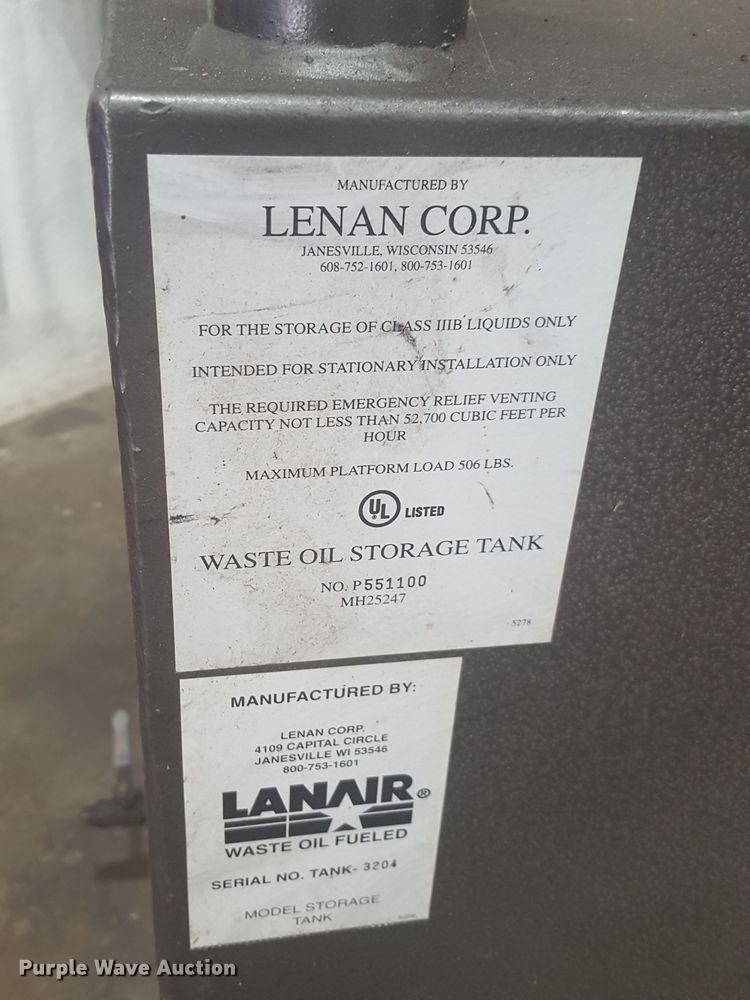 MANUFACTURED BY
LENAN CORP.
JANESVILLE, WISCONSIN 53546
608-752-1601, 800-753-1601
FOR THE STORAGE OF CLASS IIIB LIQUIDS ONLY
INTENDED FOR STATIONARY INSTALLATION ONLY
THE REQUIRED EMERGENCY RELIEF VENTING
CAPACITY NOT LESS THAN 52,700 CUBIC FEET PER
HOUR
MAXIMUM PLATFORM LOAD 506 LBS.
UL LISTED
WASTE OIL STORAGE TANK
NO. P551100
MH25247
5278
MANUFACTURED BY:
LENAN CORP.
4109 CAPITAL CIRCLE
JANESVILLE WI 53546
800-753-1601
LANAIR®
WASTE OIL FUELED
SERIAL NO. TANK- 3204
MODEL STORAGE
TANK
Purple Wave Auction